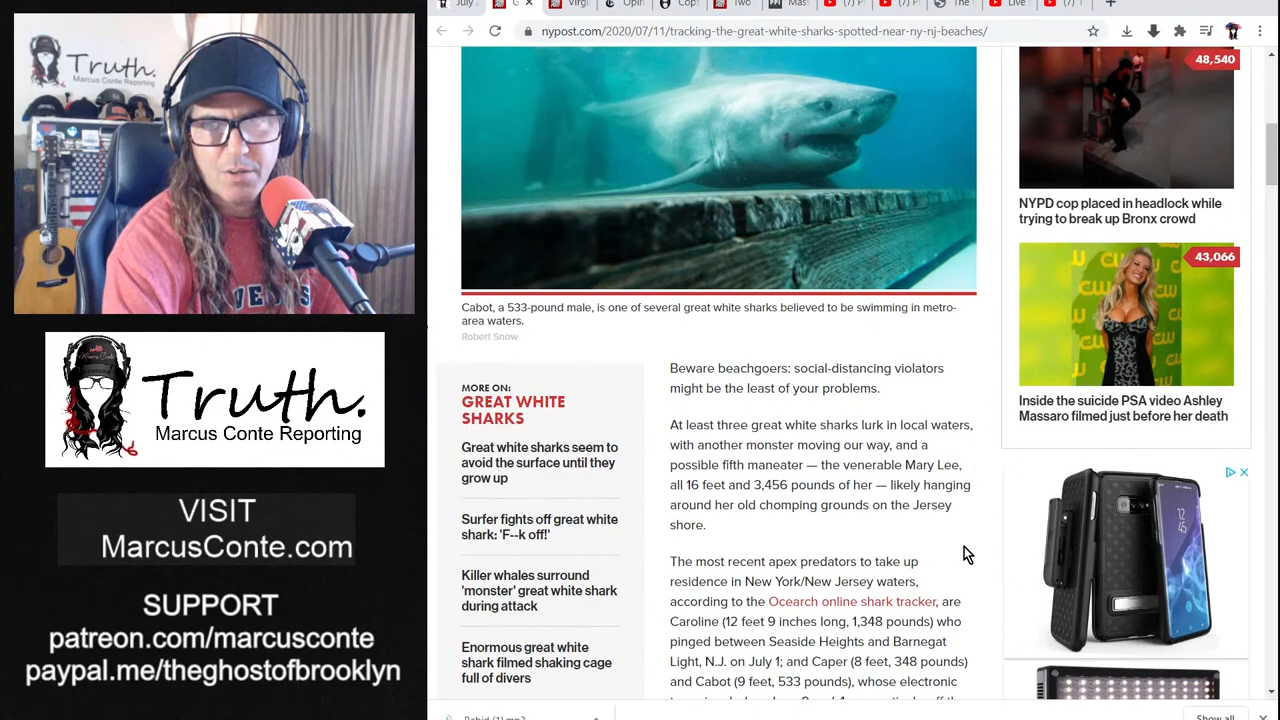 Truth.
Marcus Conte Reporting
Truth.
Marcus Conte Reporting
VISIT
MarcusConte.com
SUPPORT
patreon.com/marcusconte
paypal.me/theghostofbrooklyn
nypost.com/2020/07/11/tracking-the-great-white-sharks-spotted-near-ny-nj-beaches/
Cabot, a 533-pound male, is one of several great white sharks believed to be swimming in metro-
area waters.
Robert Snow
MORE ON:
GREAT WHITE
SHARKS
Great white sharks seem to
avoid the surface until they
grow up
Surfer fights off great white
shark: 'F--k off!'
Killer whales surround
'monster' great white shark
during attack
Enormous great white
shark filmed shaking cage
full of divers
Beware beachgoers: social-distancing violators
might be the least of your problems.
At least three great white sharks lurk in local waters,
with another monster moving our way, and a
possible fifth maneater — the venerable Mary Lee,
all 16 feet and 3,456 pounds of her — likely hanging
around her old chomping grounds on the Jersey
shore.
The most recent apex predators to take up
residence in New York/New Jersey waters,
according to the Ocearch online shark tracker, are
Caroline (12 feet 9 inches long, 1,348 pounds) who
pinged between Seaside Heights and Barnegat
Light, N.J. on July 1; and Caper (8 feet, 348 pounds)
and Cabot (9 feet, 533 pounds), whose electronic
48,540
NYPD cop placed in headlock while
trying to break up Bronx crowd
43,066
Inside the suicide PSA video Ashley
Massaro filmed just before her death
12
45
Show all